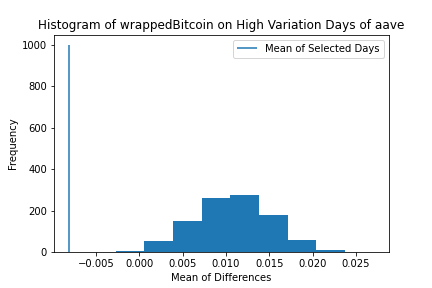 Histogram of wrappedBitcoin on High Variation Days of aave
Mean of Selected Days
Frequency
1000
800
600
400
200
0
−0.005 0.000 0.005 0.010 0.015 0.020 0.025
Mean of Differences